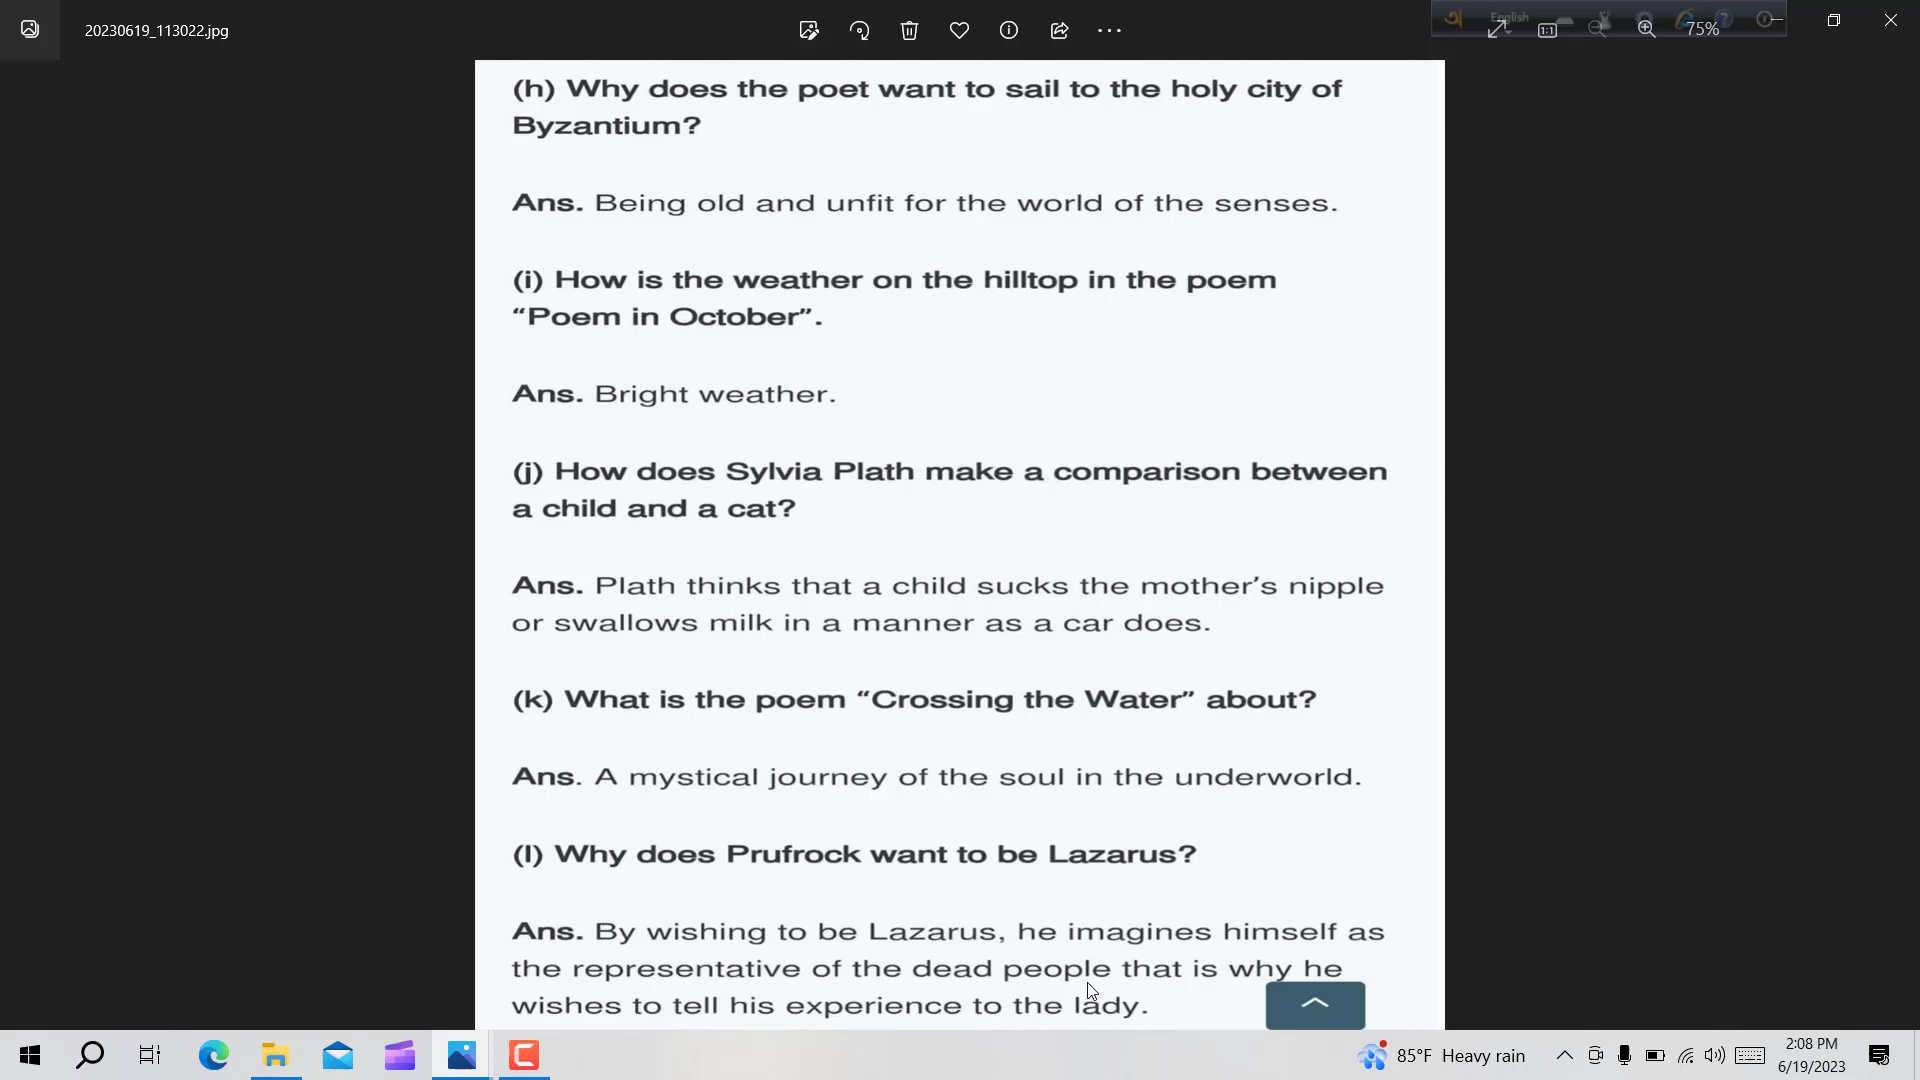 20230619_113022.jpg
English
75%
(h) Why does the poet want to sail to the holy city of
Byzantium?
Ans. Being old and unfit for the world of the senses.
(i) How is the weather on the hilltop in the poem
“Poem in October”.
Ans. Bright weather.
(j) How does Sylvia Plath make a comparison between
a child and a cat?
Ans. Plath thinks that a child sucks the mother’s nipple
or swallows milk in a manner as a car does.
(k) What is the poem “Crossing the Water” about?
Ans. A mystical journey of the soul in the underworld.
(l) Why does Prufrock want to be Lazarus?
Ans. By wishing to be Lazarus, he imagines himself as
the representative of the dead people that is why he
wishes to tell his experience to the lady.
85°F Heavy rain
2:08 PM
6/19/2023